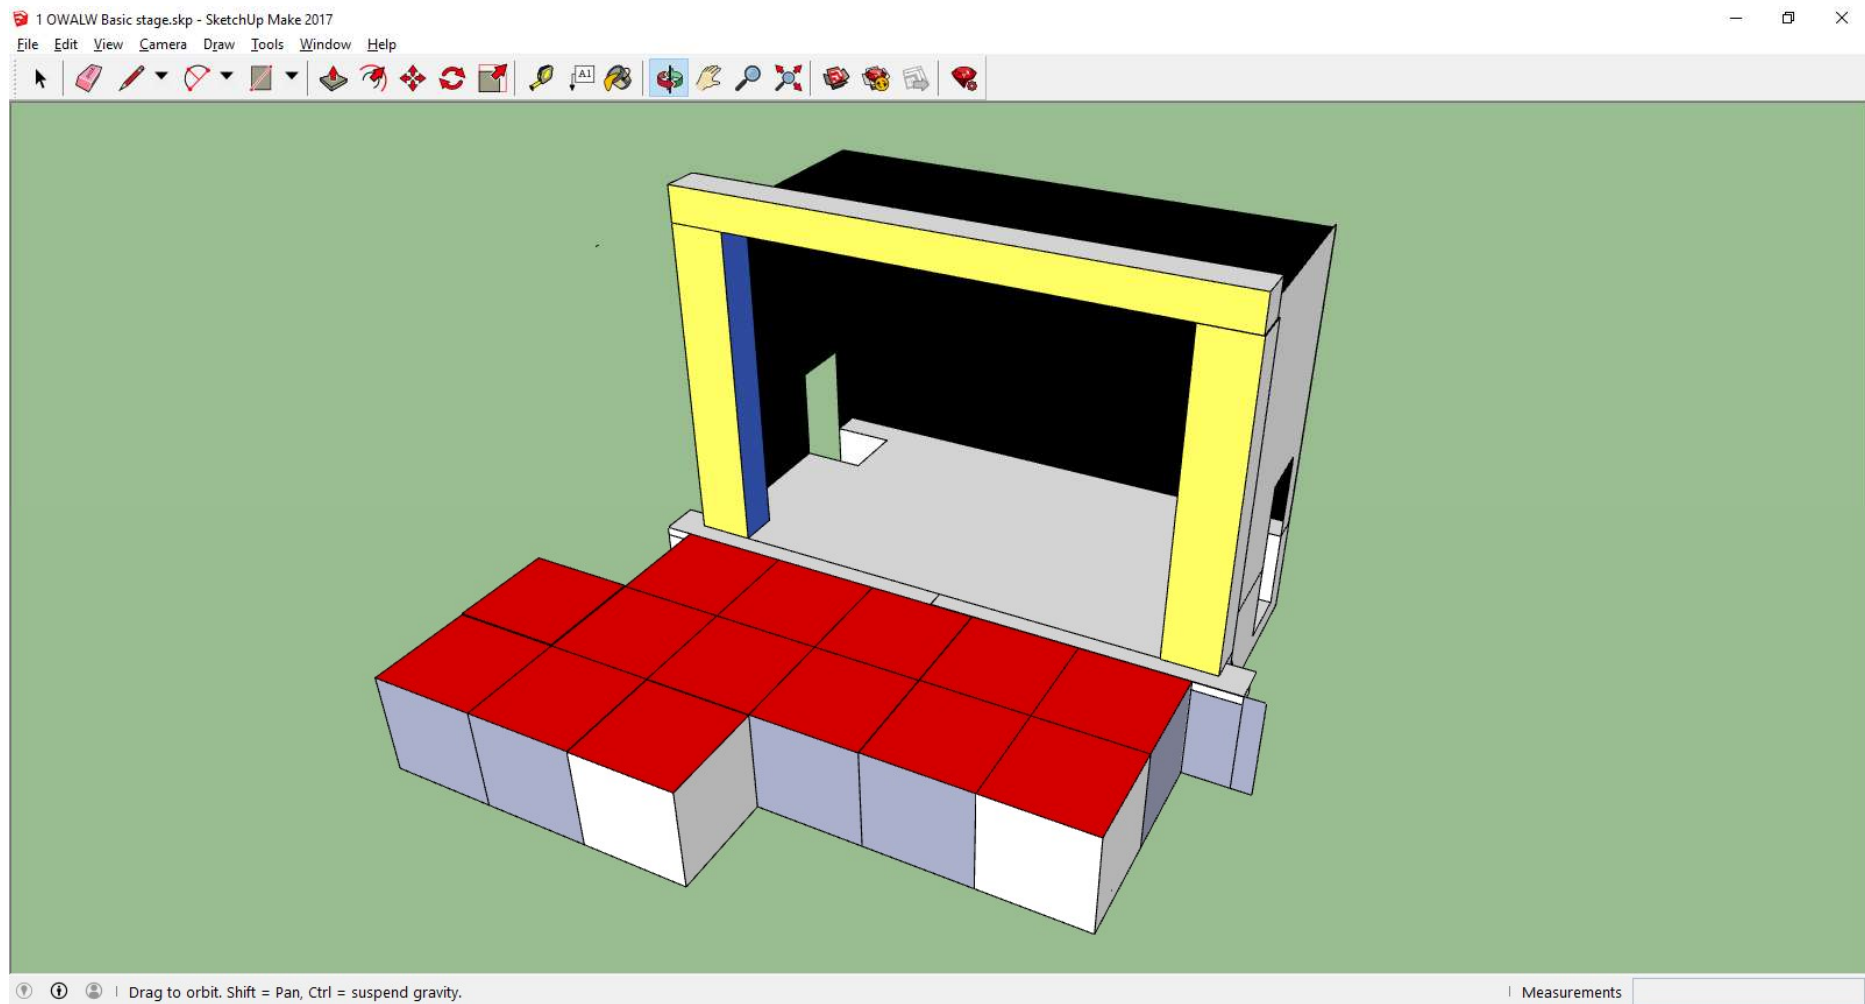 1 OWALW Basic stage.skp - SketchUp Make 2017
File Edit View Camera Draw Tools Window Help
A1
Drag to orbit. Shift = Pan, Ctrl = suspend gravity.
Measurements